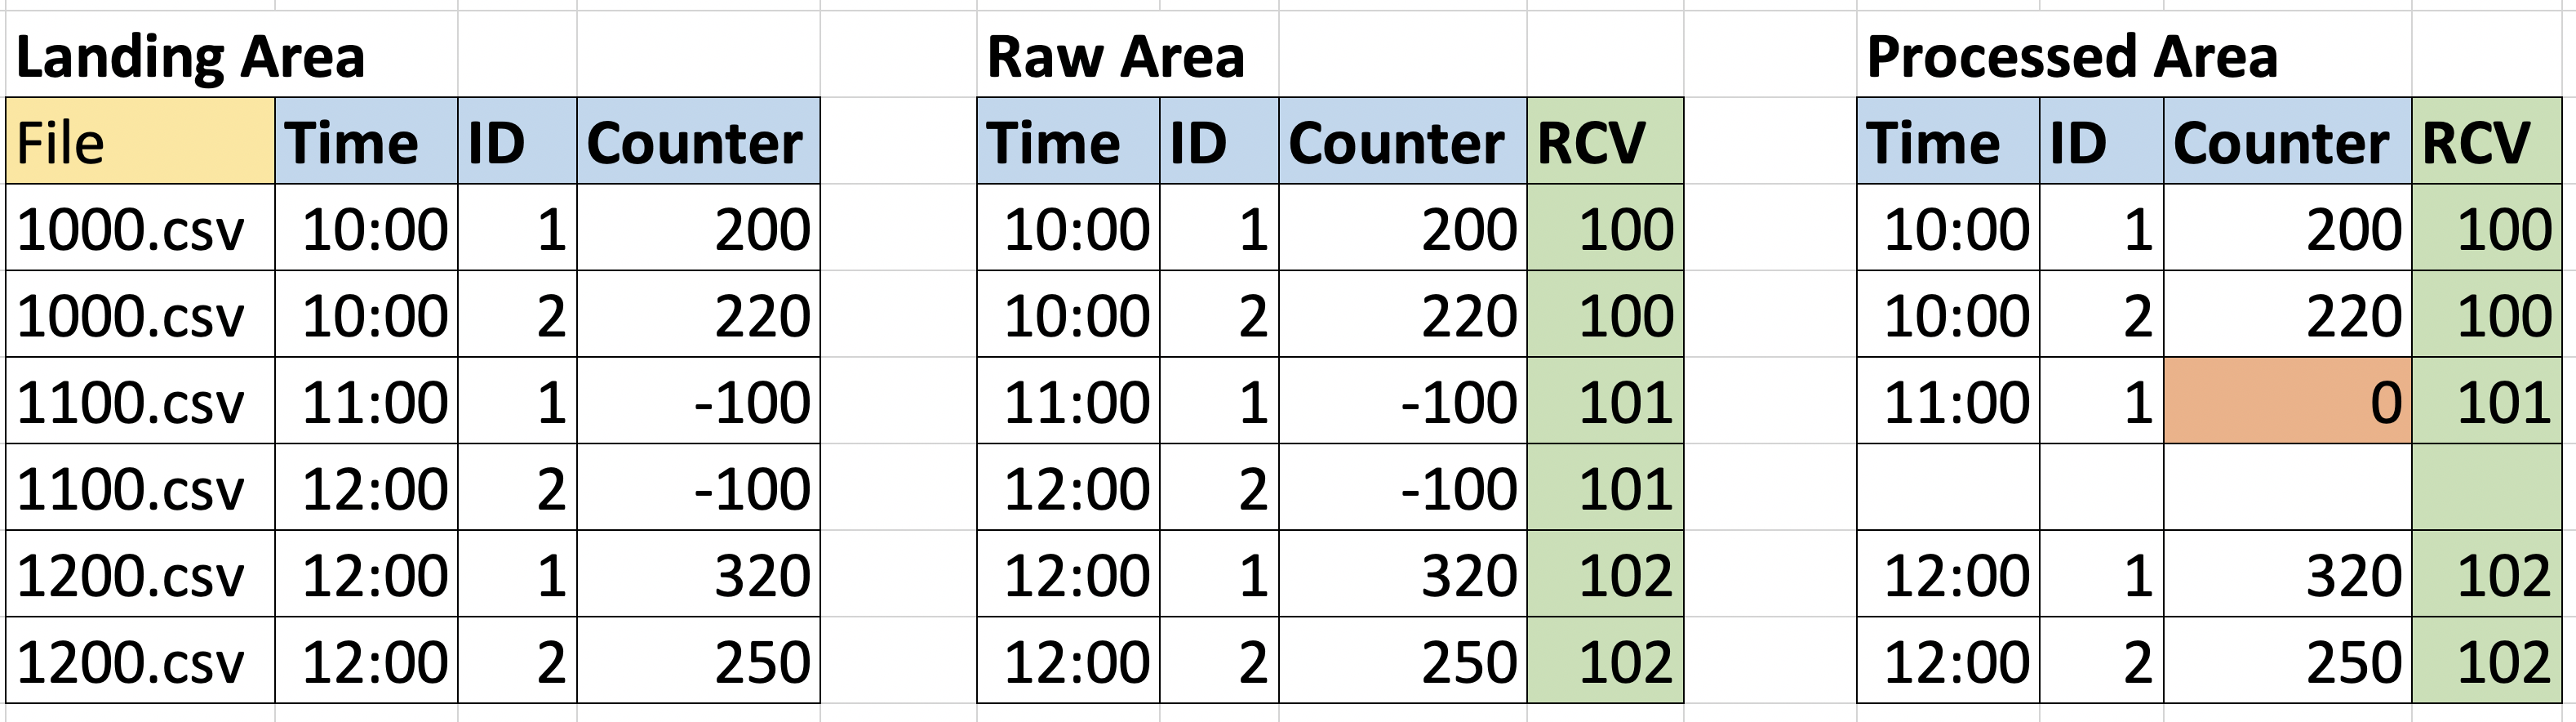 Landing Area Raw Area Processed Area
File Time ID Counter Time ID Counter RCV Time ID Counter RCV
1000.csv 10:00 1 200 10:00 1 200 100 10:00 1 200 100
1000.csv 10:00 2 220 10:00 2 220 100 10:00 2 220 100
1100.csv 11:00 1 -100 11:00 1 -100 101 11:00 1 0 101
1100.csv 12:00 2 -100 12:00 2 -100 101
1200.csv 12:00 1 320 12:00 1 320 102 12:00 1 320 102
1200.csv 12:00 2 250 12:00 2 250 102 12:00 2 250 102